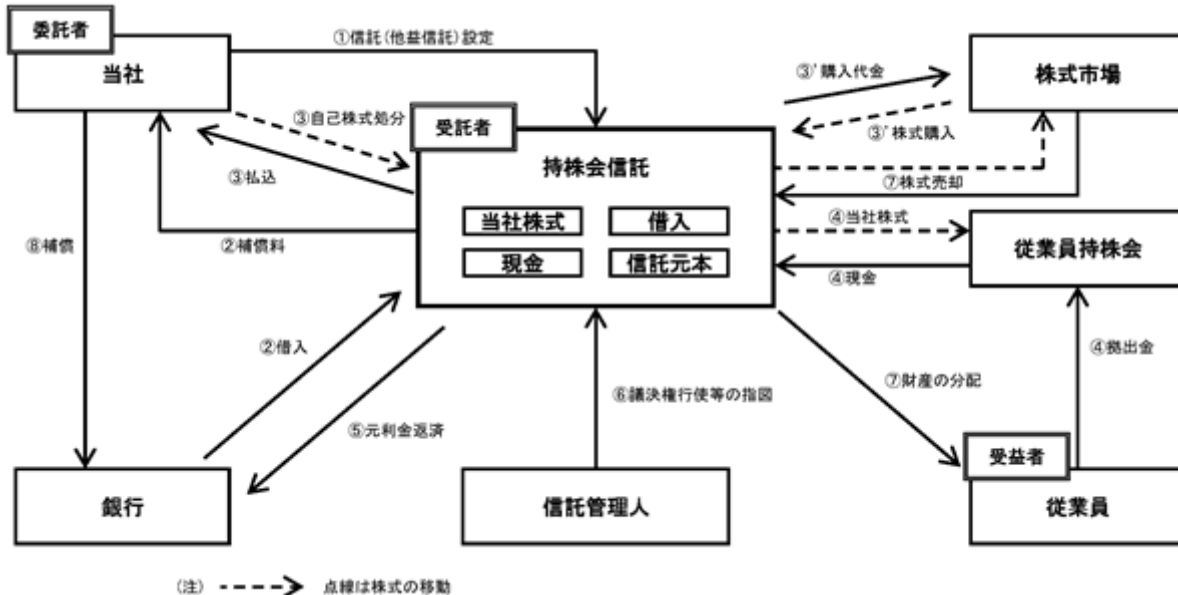 委託者
当社
①信託(他益信託)設定
③'購入代金
株式市場
③自己株式処分
受託者
③'株式購入
持株会信託
③払込
⑦株式売却
当社株式
借入
④当社株式
⑧補償
②補償料
現金
信託元本
従業員持株会
④現金
②借入
④拠出金
⑦財産の分配
⑥議決権行使等の指図
⑤元利金返済
受益者
銀行
信託管理人
従業員
(注)
点線は株式の移動